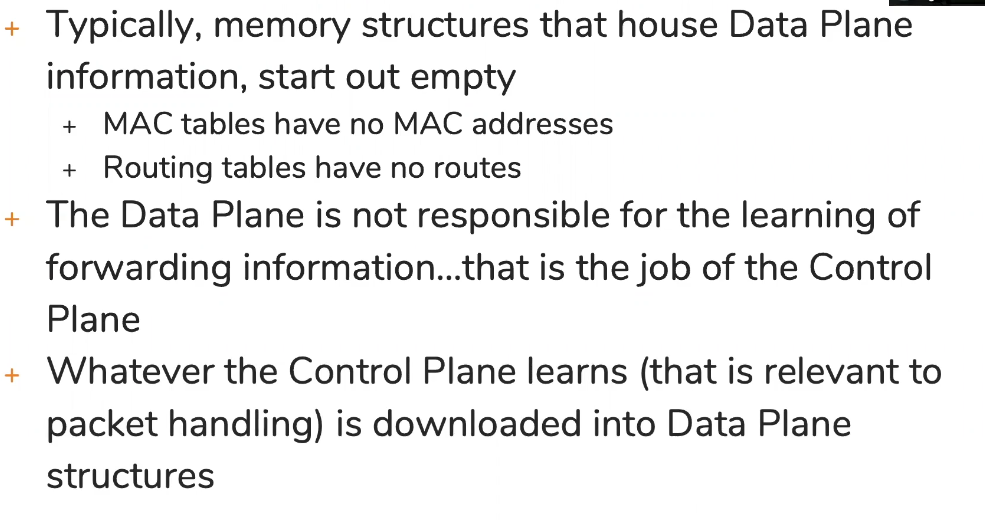 + Typically, memory structures that house Data Plane
information, start out empty
+ MAC tables have no MAC addresses
+ Routing tables have no routes
+ The Data Plane is not responsible for the learning of
forwarding information...that is the job of the Control
Plane
+ Whatever the Control Plane learns (that is relevant to
packet handling) is downloaded into Data Plane
structures